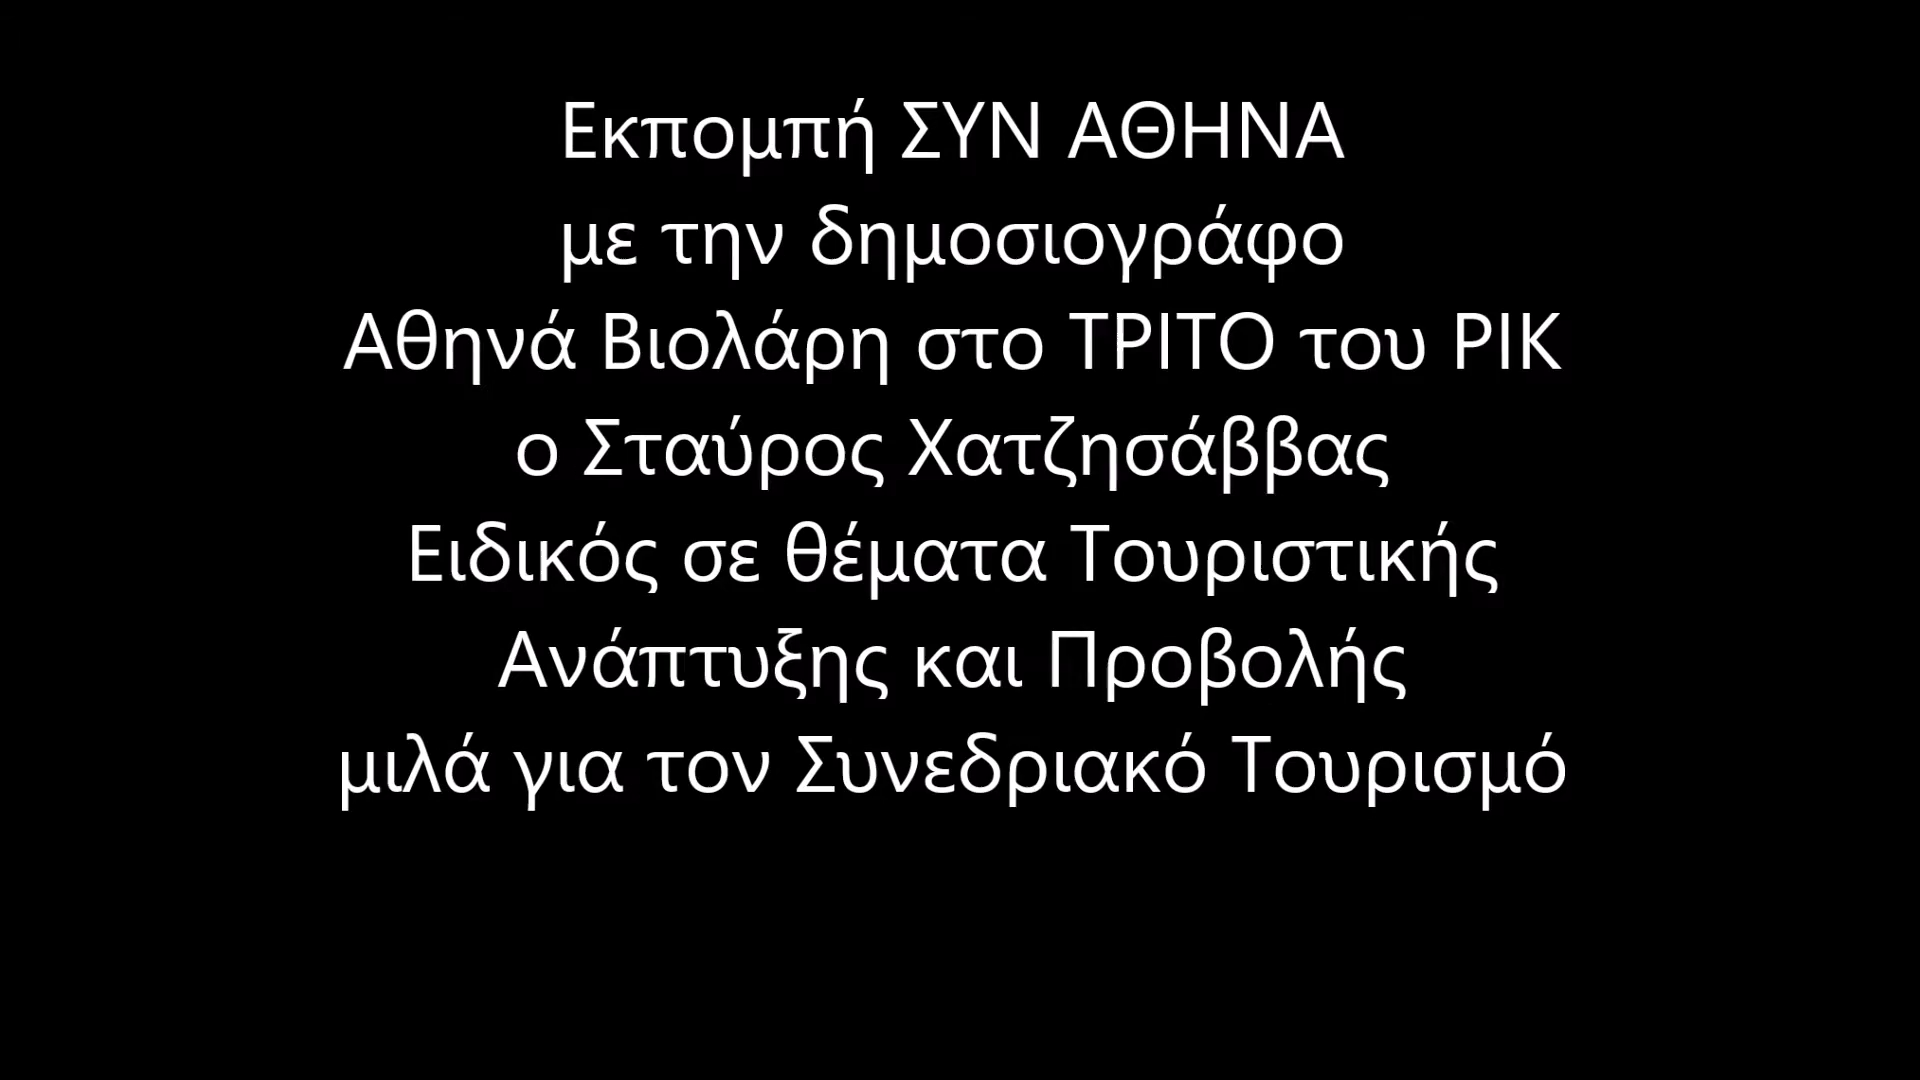 Εκπομπή ΣΥΝ ΑΘΗΝΑ
με την δημοσιογράφο
Αθηνά Βιολάρη στο ΤΡΙΤΟ του ΡΙΚ
ο Σταύρος Χατζησάββας
Ειδικός σε θέματα Τουριστικής
Ανάπτυξης και Προβολής
μιλά για τον Συνεδριακό Τουρισμό